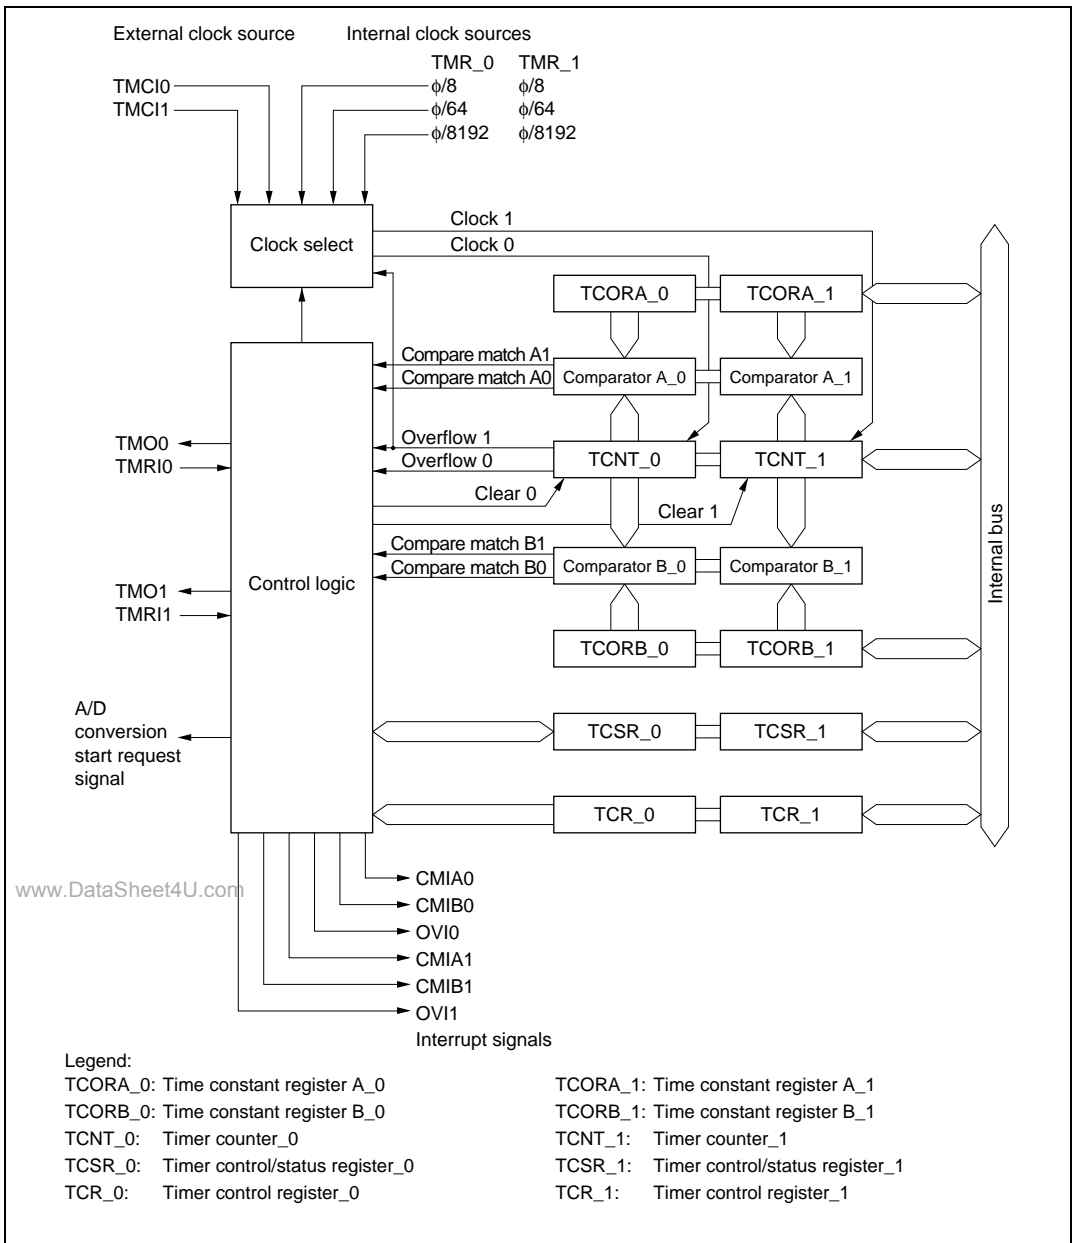 External clock source
Internal clock sources
TMR_0 TMR_1
TMCI0
ϕ/8 ϕ/8
TMCI1
ϕ/64 ϕ/64
ϕ/8192 ϕ/8192
Clock select
Clock 1
Clock 0
TCORA_0
TCORA_1
Compare match A1
Compare match A0
Comparator A_0
Comparator A_1
TMO0
TMRI0
Overflow 1
Overflow 0
TCNT_0
TCNT_1
Clear 0
Clear 1
Internal bus
Compare match B1
Compare match B0
Comparator B_0
Comparator B_1
Control logic
TMO1
TMRI1
TCORB_0
TCORB_1
A/D
conversion
start request
signal
TCSR_0
TCSR_1
TCR_0
TCR_1
www.DataSheet4U.com
CMIA0
CMIB0
OVI0
CMIA1
CMIB1
OVI1
Interrupt signals
Legend:
TCORA_0: Time constant register A_0
TCORA_1: Time constant register A_1
TCORB_0: Time constant register B_0
TCORB_1: Time constant register B_1
TCNT_0: Timer counter_0
TCNT_1: Timer counter_1
TCSR_0: Timer control/status register_0
TCSR_1: Timer control/status register_1
TCR_0: Timer control register_0
TCR_1: Timer control register_1